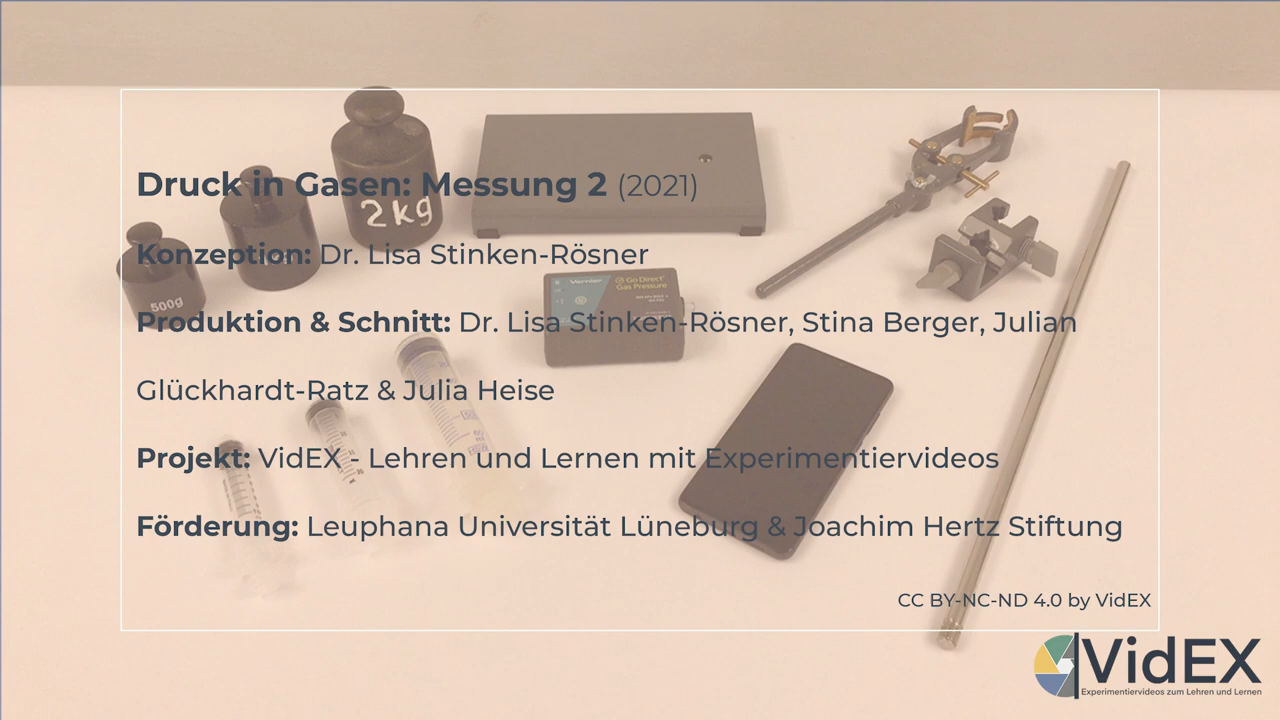 Druck in Gasen: Messung 2 (2021)
Konzeption: Dr. Lisa Stinken-Rösner
Produktion & Schnitt: Dr. Lisa Stinken-Rösner, Stina Berger, Julian
Glückhardt-Ratz & Julia Heise
Projekt: VidEX - Lehren und Lernen mit Experimentiervideos
Förderung: Leuphana Universität Lüneburg & Joachim Hertz Stiftung
CC BY-NC-ND 4.0 by VidEX
VidEX
Experimentiervideos zum Lehren und Lernen
2kg
500g
Vernier
Go Direct
Gas Pressure